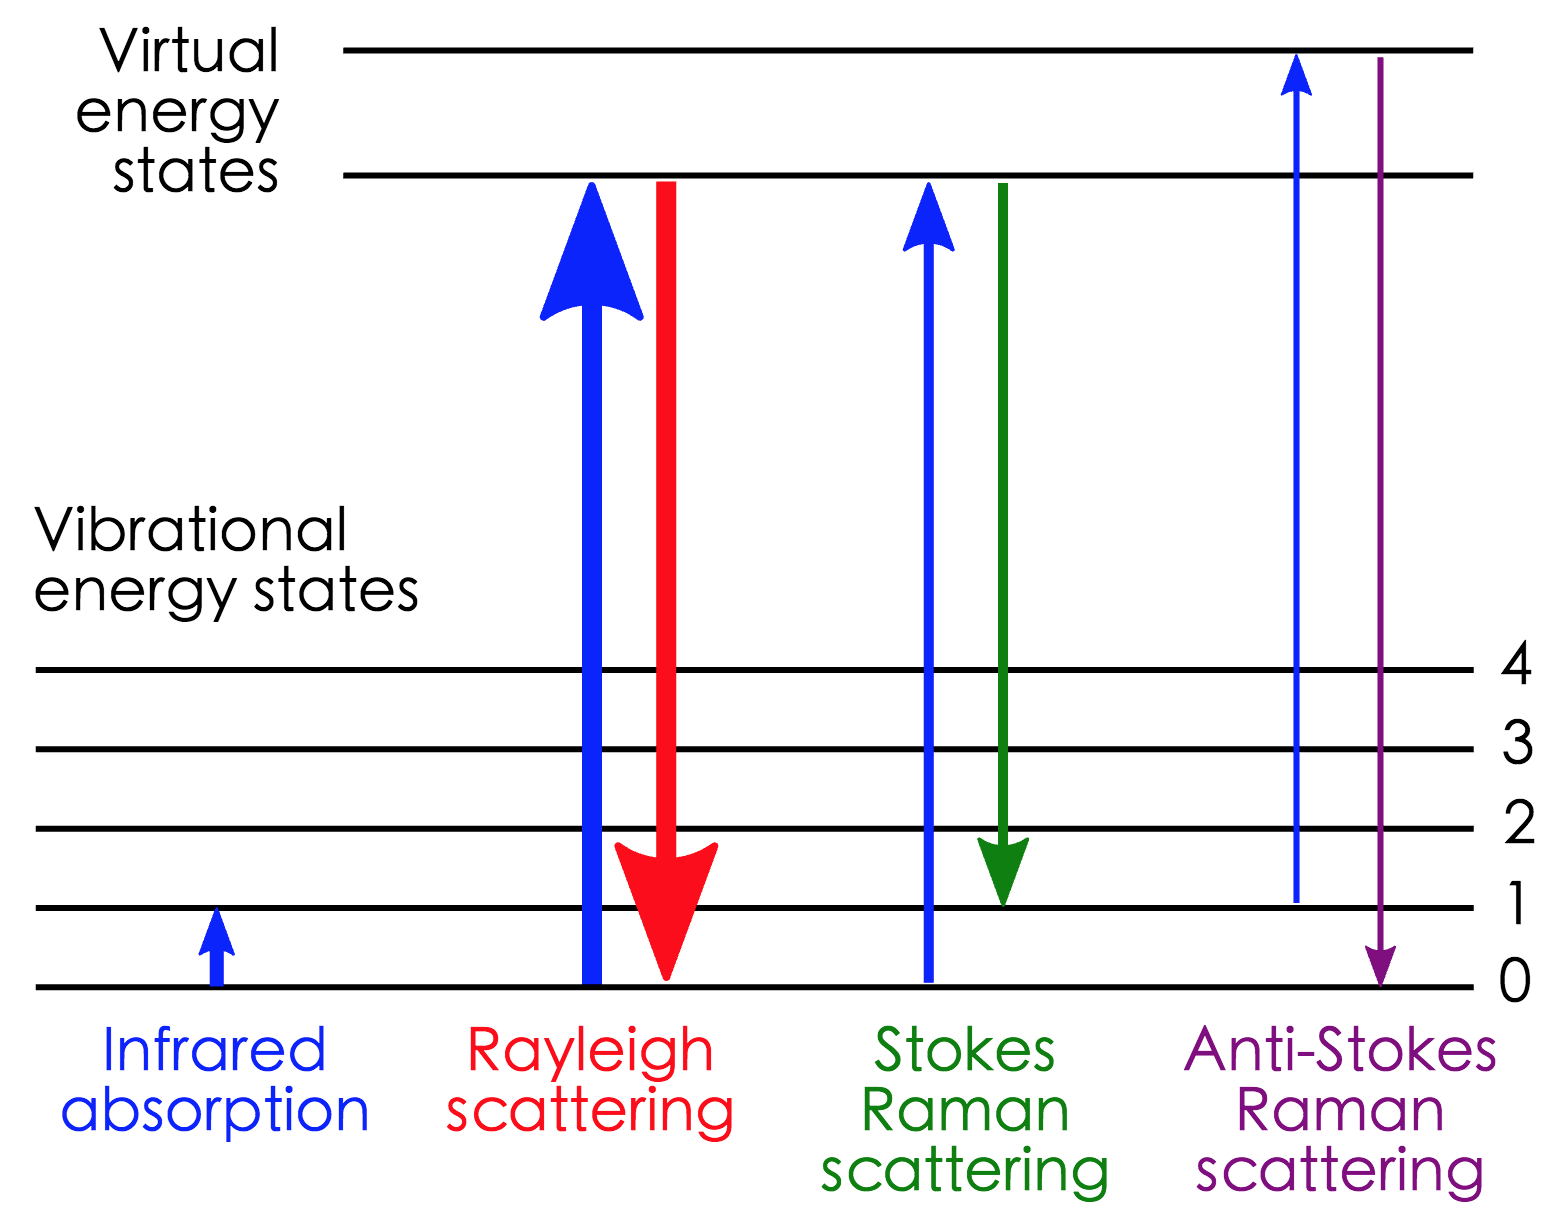 Virtual
energy
states
Vibrational
energy states
4
3
2
1
0
Infrared
absorption
Rayleigh
scattering
Stokes
Raman
scattering
Anti-Stokes
Raman
scattering